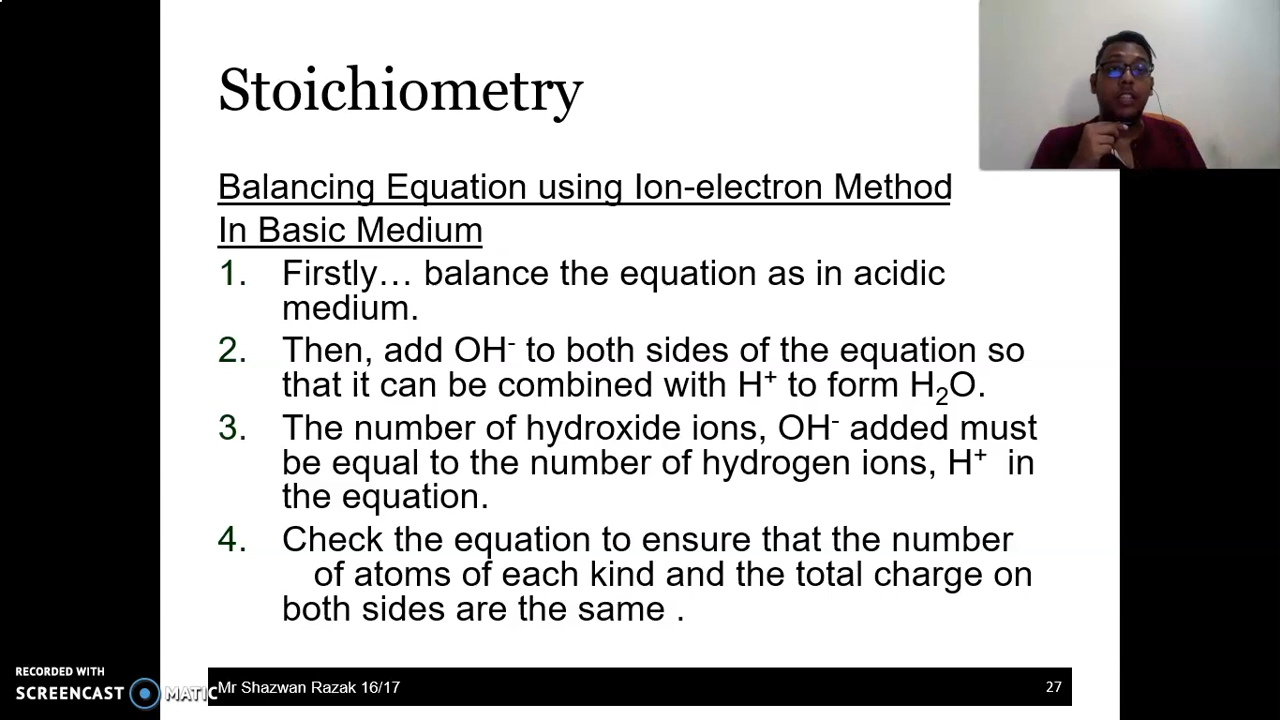 Stoichiometry
Balancing Equation using Ion-electron Method
In Basic Medium
1. Firstly… balance the equation as in acidic
medium.
2. Then, add OH⁻ to both sides of the equation so
that it can be combined with H⁺ to form H₂O.
3. The number of hydroxide ions, OH⁻ added must
be equal to the number of hydrogen ions, H⁺ in
the equation.
4. Check the equation to ensure that the number
of atoms of each kind and the total charge on
both sides are the same .
RECORDED WITH
SCREENCAST MATIC
Mr Shazwan Razak 16/17
27